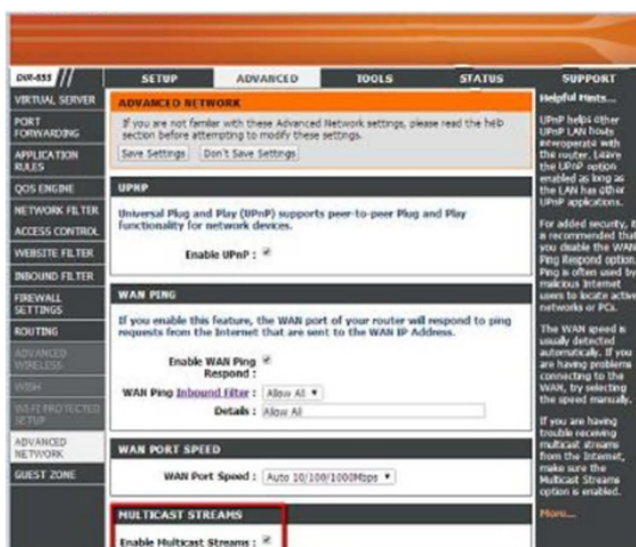 DIR-655
SETUP
ADVANCED
TOOLS
STATUS
SUPPORT
VIRTUAL SERVER
PORT
FORWARDING
APPLICATION
RULES
QOS ENGINE
NETWORK FILTER
ACCESS CONTROL
WEBSITE FILTER
INBOUND FILTER
FIREWALL
SETTINGS
ROUTING
ADVANCED
WIRELESS
WISH
WI-FI PROTECTED
SETUP
ADVANCED
NETWORK
GUEST ZONE
ADVANCED NETWORK
If you are not familiar with these Advanced Network settings, please read the help
section before attempting to modify these settings.
Save Settings
Don't Save Settings
UPNP
Universal Plug and Play (UPnP) supports peer-to-peer Plug and Play
functionality for network devices.
Enable UPnP :
WAN PING
If you enable this feature, the WAN port of your router will respond to ping
requests from the Internet that are sent to the WAN IP Address.
Enable WAN Ping
Respond :
WAN Ping Inbound Filter : Allow All
Details : Allow All
WAN PORT SPEED
WAN Port Speed : Auto 10/100/1000Mbps
MULTICAST STREAMS
Enable Multicast Streams :
Helpful Hints...
UPnP helps other
UPnP LAN hosts
interoperate with
the router. Leave
the UPnP option
enabled as long as
the LAN has other
UPnP applications.
For added security, it
is recommended that
you disable the WAN
Ping Respond option.
Ping is often used by
malicious Internet
users to locate active
networks or PCs.
The WAN speed is
usually detected
automatically. If you
are having problems
connecting to the
WAN, try selecting
the speed manually.
If you are having
trouble receiving
multicast streams
from the Internet,
make sure the
Multicast Streams
option is enabled.
More...